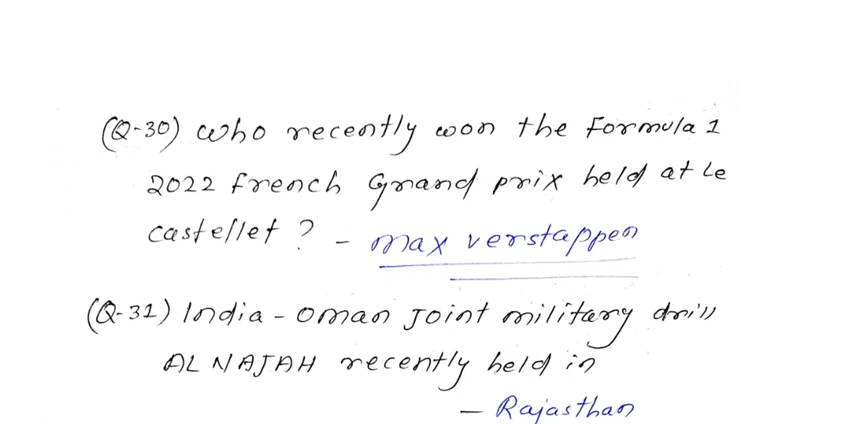 (Q-30) Who recently won the Formula 1
2022 french Grand prix held at Le
Castellet ? - max verstappen
(Q-31) India - Oman Joint military drill
AL NAJAH recently held in
- Rajasthan